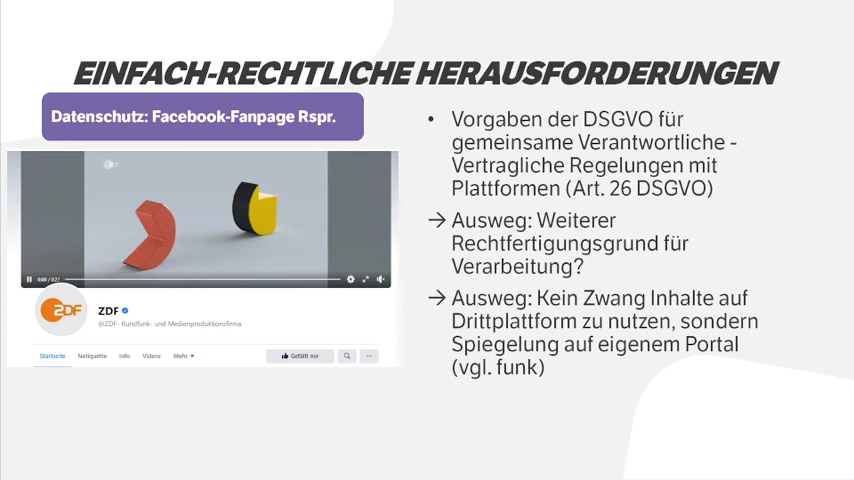 EINFACH-RECHTLICHE HERAUSFORDERUNGEN
Datenschutz: Facebook-Fanpage Rspr.
ZDF
0:00 / 0:27
ZDF
ZDF
@ZDF · Rundfunk- und Medienproduktionsfirma
Startseite Netiquette Info Videos Mehr
Gefällt mir
• Vorgaben der DSGVO für
gemeinsame Verantwortliche -
Vertragliche Regelungen mit
Plattformen (Art. 26 DSGVO)
→ Ausweg: Weiterer
Rechtfertigungsgrund für
Verarbeitung?
→ Ausweg: Kein Zwang Inhalte auf
Drittplattform zu nutzen, sondern
Spiegelung auf eigenem Portal
(vgl. funk)